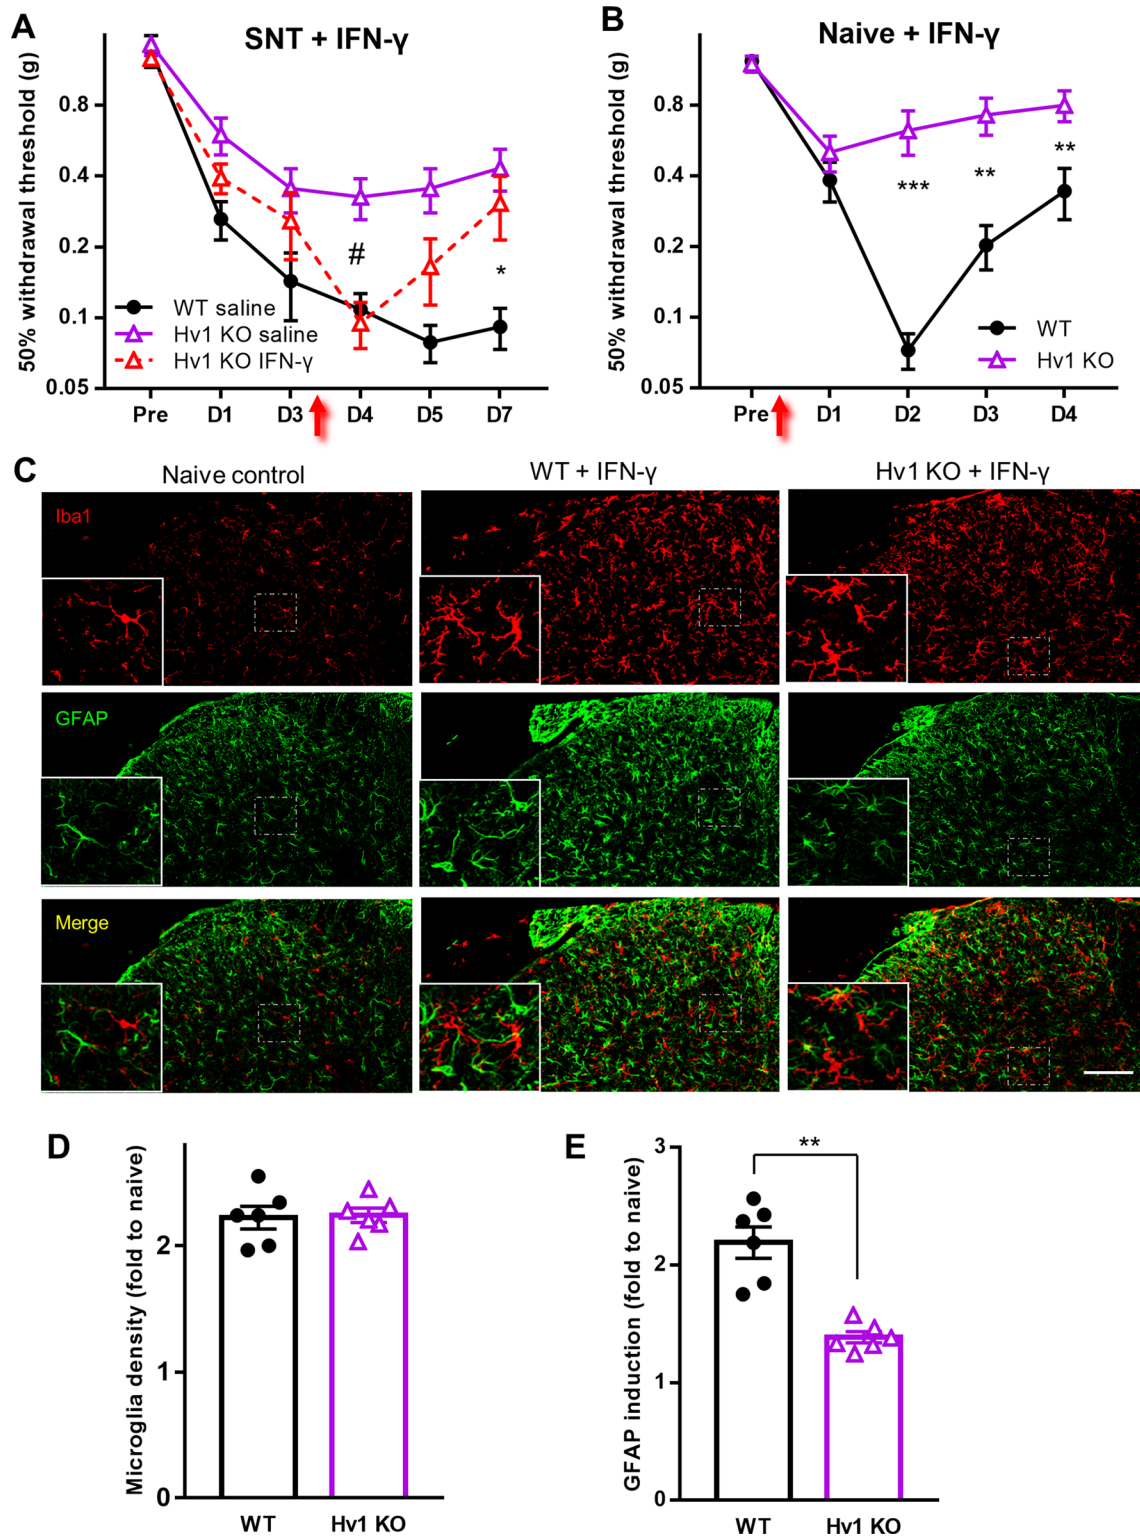 A
SNT + IFN-γ
50% withdrawal threshold (g)
0.8
0.4
0.2
0.1
0.05
WT saline
Hv1 KO saline
Hv1 KO IFN-γ
#
*
Pre D1 D3 D4 D5 D7
B
Naive + IFN-γ
50% withdrawal threshold (g)
0.8
0.4
0.2
0.1
0.05
***
**
**
WT
Hv1 KO
Pre D1 D2 D3 D4
C
Naive control
WT + IFN-γ
Hv1 KO + IFN-γ
Iba1
GFAP
Merge
D
Microglia density (fold to naive)
2
1
0
WT Hv1 KO
E
GFAP induction (fold to naive)
3
2
1
0
**
WT Hv1 KO